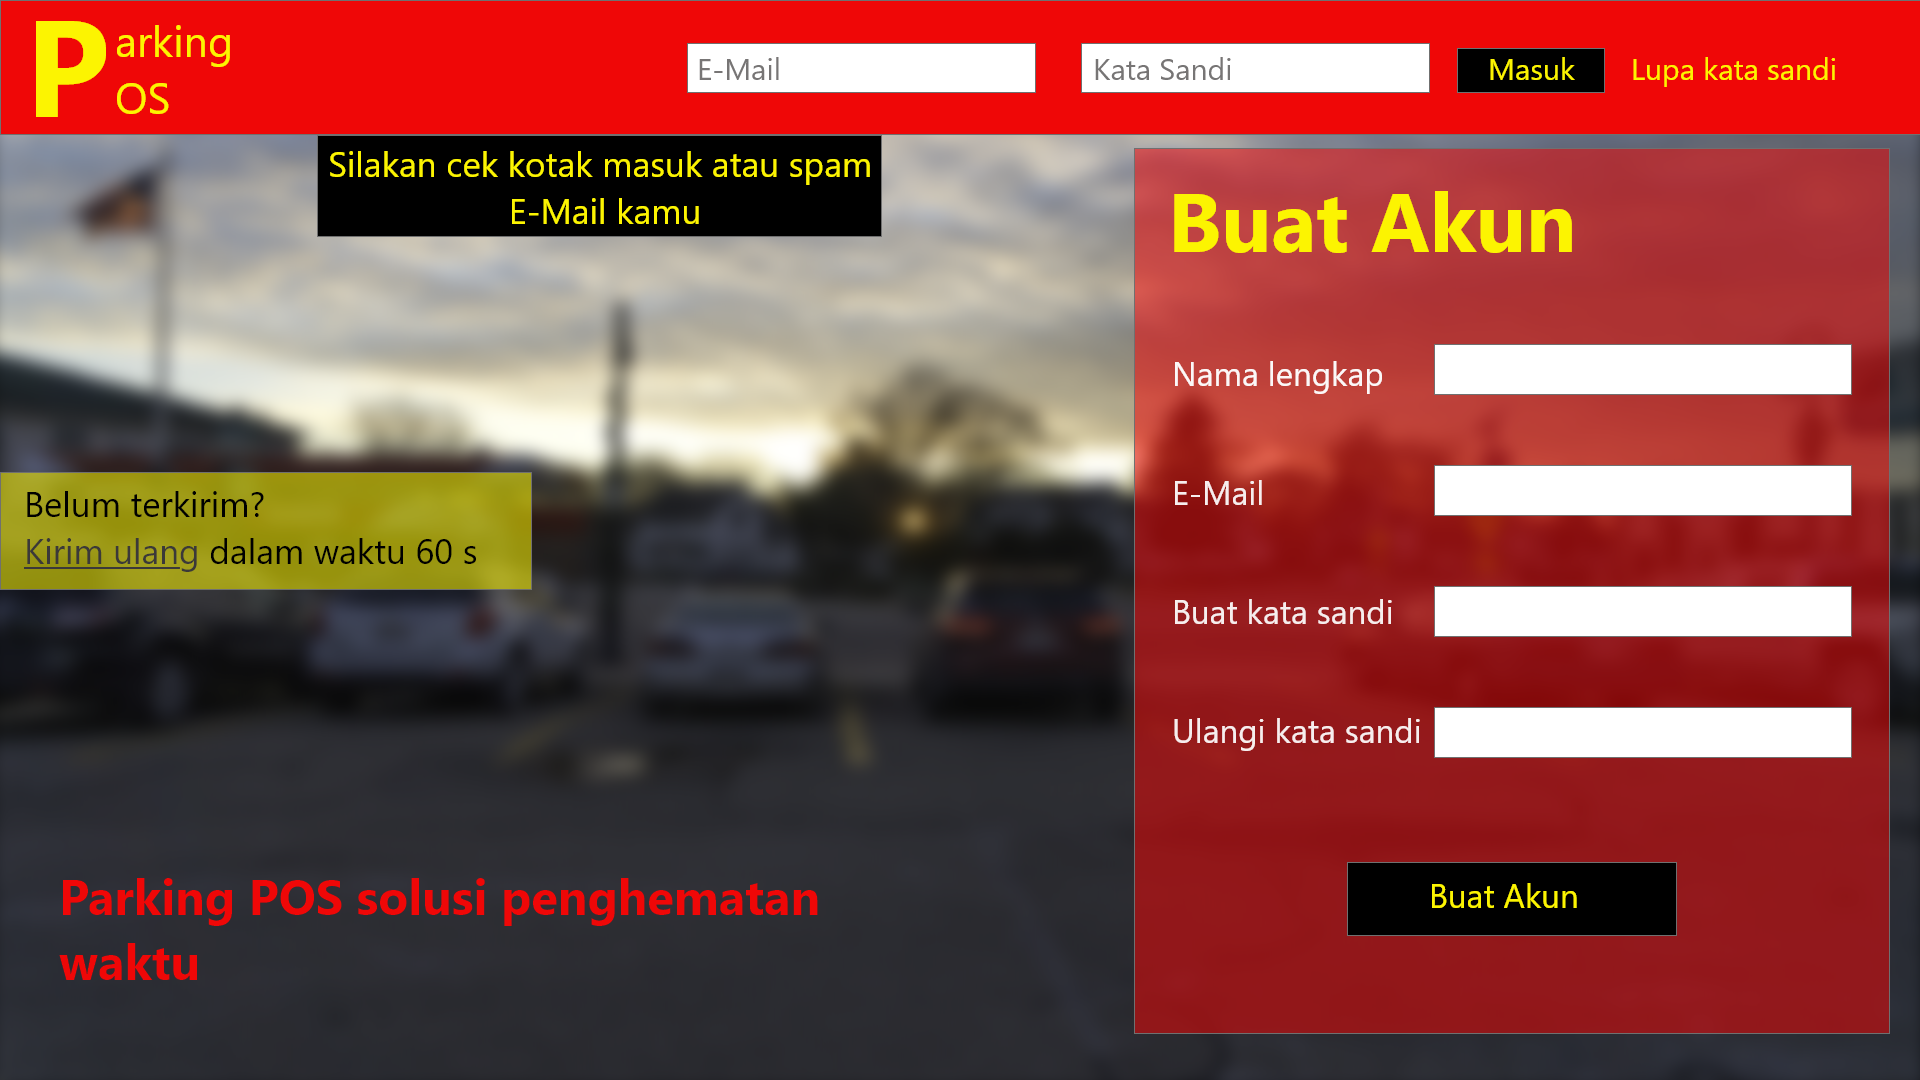 Parking
POS
E-Mail
Kata Sandi
Masuk
Lupa kata sandi
Silakan cek kotak masuk atau spam
E-Mail kamu
Belum terkirim?
Kirim ulang dalam waktu 60 s
Parking POS solusi penghematan
waktu
Buat Akun
Nama lengkap
E-Mail
Buat kata sandi
Ulangi kata sandi
Buat Akun